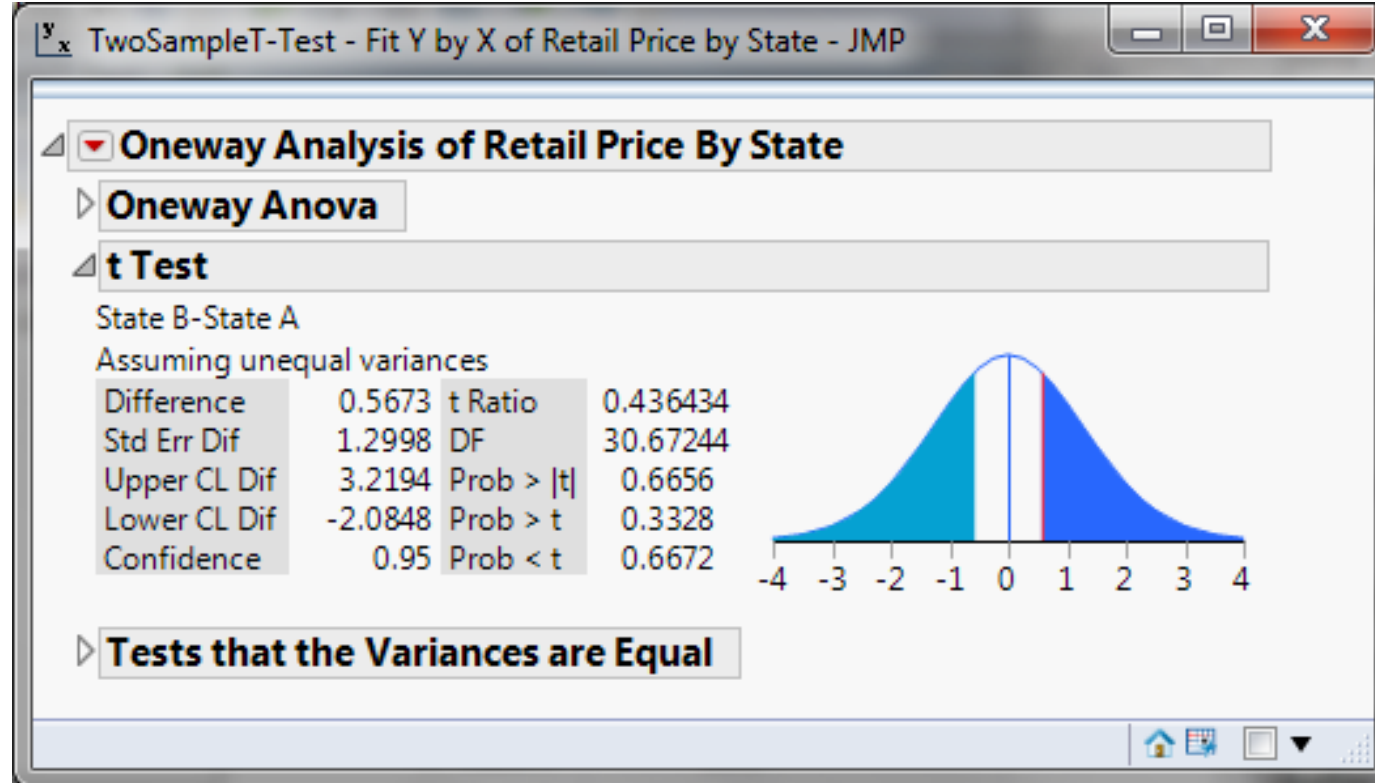 TwoSampleT-Test - Fit Y by X of Retail Price by State - JMP
Oneway Analysis of Retail Price By State
Oneway Anova
t Test
State B-State A
Assuming unequal variances
Difference 0.5673 t Ratio 0.436434
Std Err Dif 1.2998 DF 30.67244
Upper CL Dif 3.2194 Prob > |t| 0.6656
Lower CL Dif -2.0848 Prob > t 0.3328
Confidence 0.95 Prob < t 0.6672
-4 -3 -2 -1 0 1 2 3 4
Tests that the Variances are Equal